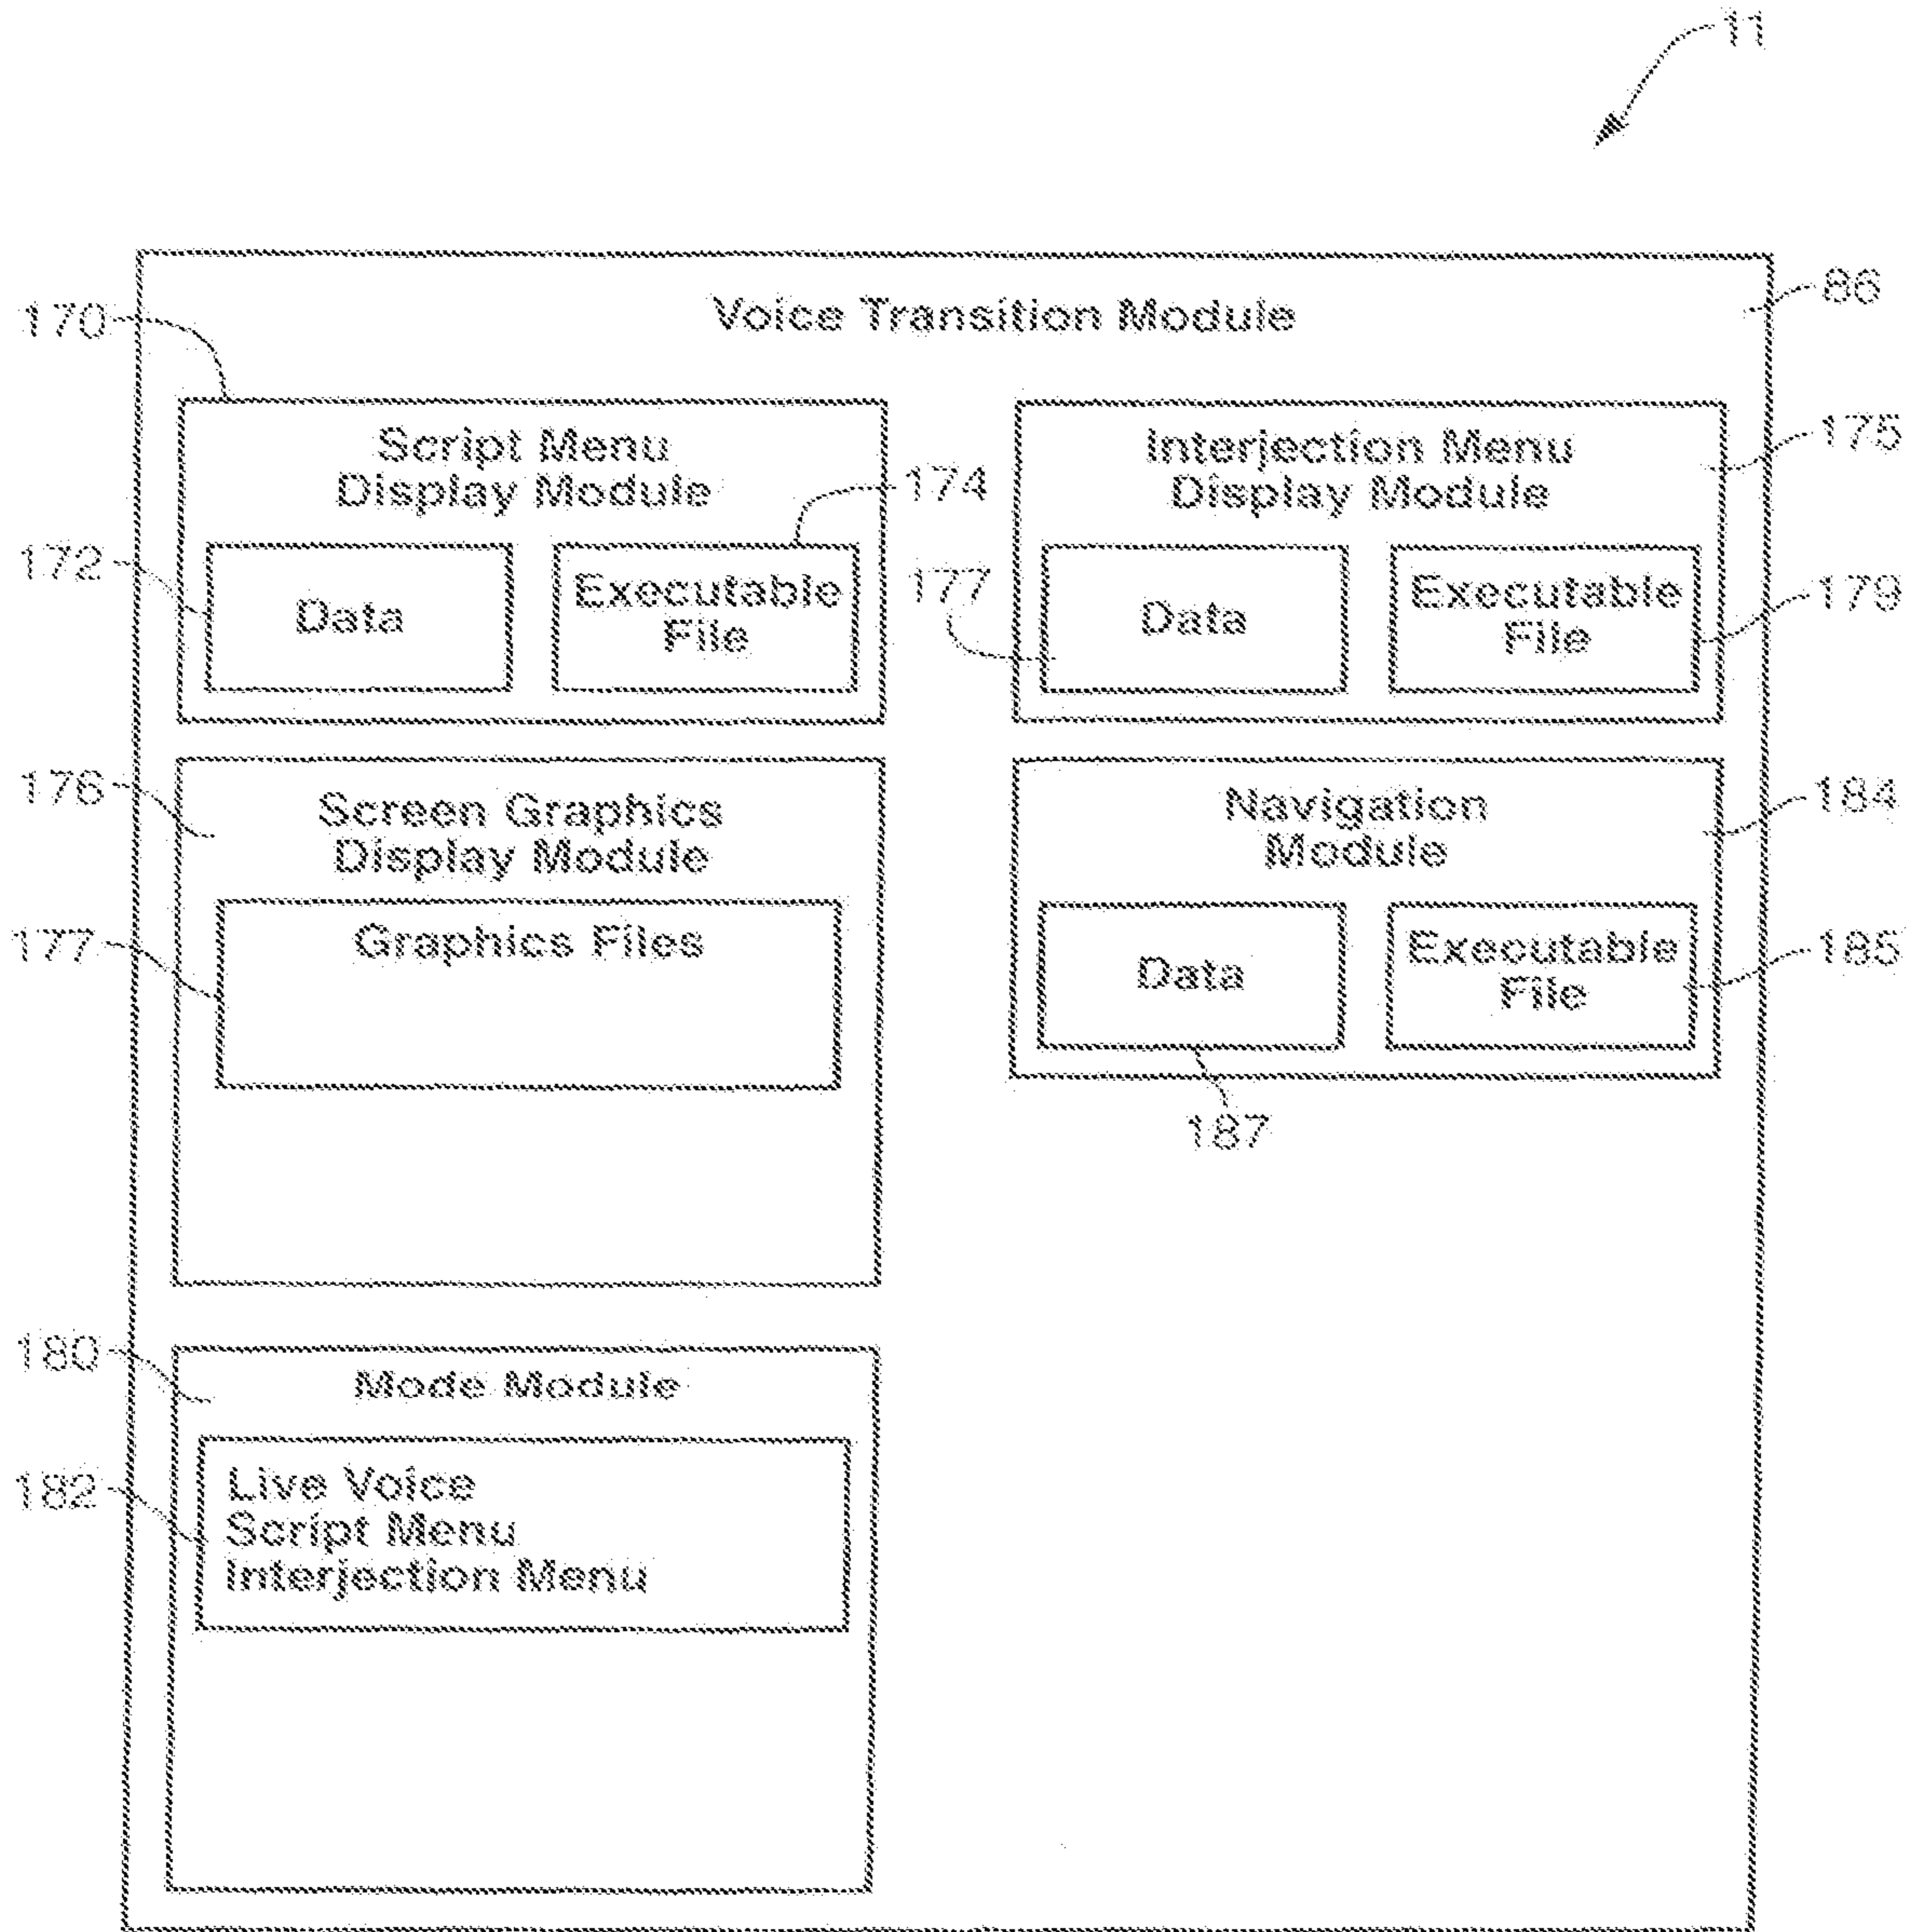 11
86
Voice Transition Module
170
Script Menu
Display Module
174
172
Data
Executable
File
Interjection Menu
Display Module
175
177
Data
Executable
File
179
176
Screen Graphics
Display Module
177
Graphics Files
Navigation
Module
184
Data
Executable
File
185
187
180
Mode Module
182
Live Voice
Script Menu
Interjection Menu